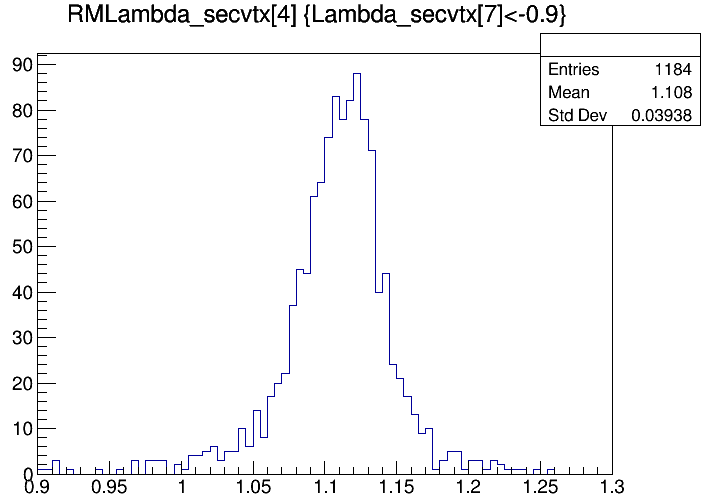 RMLambda_secvtx[4] {Lambda_secvtx[7]<-0.9}
Entries 1184
Mean 1.108
Std Dev 0.03938
90
80
70
60
50
40
30
20
10
0
0.9 0.95 1 1.05 1.1 1.15 1.2 1.25 1.3